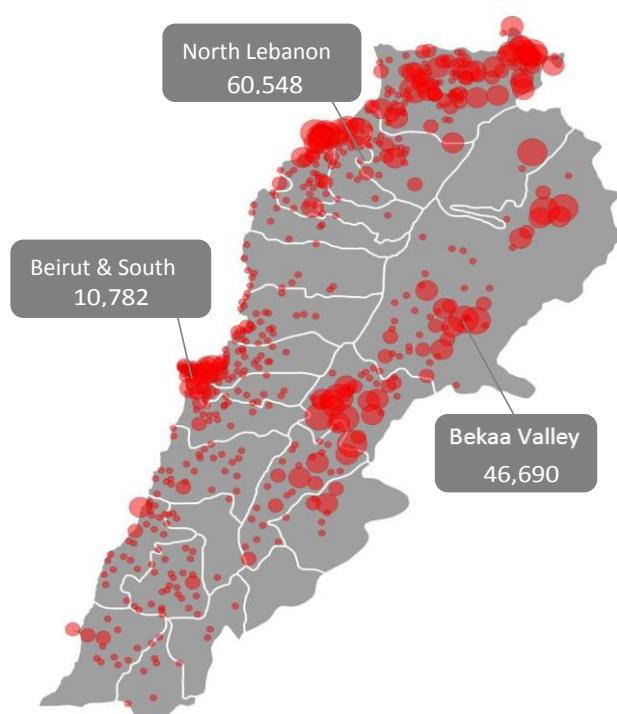 North Lebanon
60,548
Beirut & South
10,782
Bekaa Valley
46,690